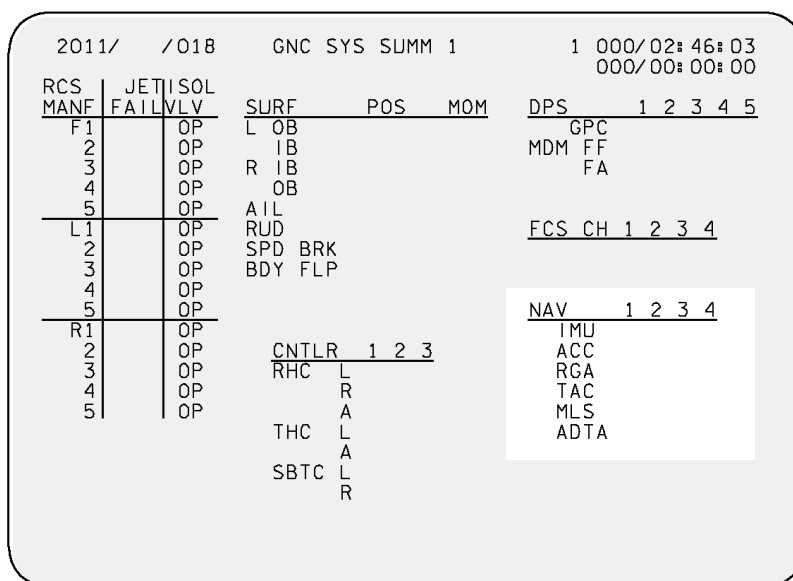 2011/ /018 GNC SYS SUMM 1 1 000/02:46:03
000/00:00:00
RCS JET ISOL
MANF FAIL VLV SURF POS MOM DPS 1 2 3 4 5
F1 OP L OB GPC
2 OP IB MDM FF
3 OP R IB FA
4 OP OB
5 OP AIL
L1 OP RUD FCS CH 1 2 3 4
2 OP SPD BRK
3 OP BDY FLP
4 OP
5 OP NAV 1 2 3 4
R1 OP IMU
2 OP CNTLR 1 2 3 ACC
3 OP RHC L RGA
4 OP R TAC
5 OP A MLS
THC L ADTA
A
SBTC L
R